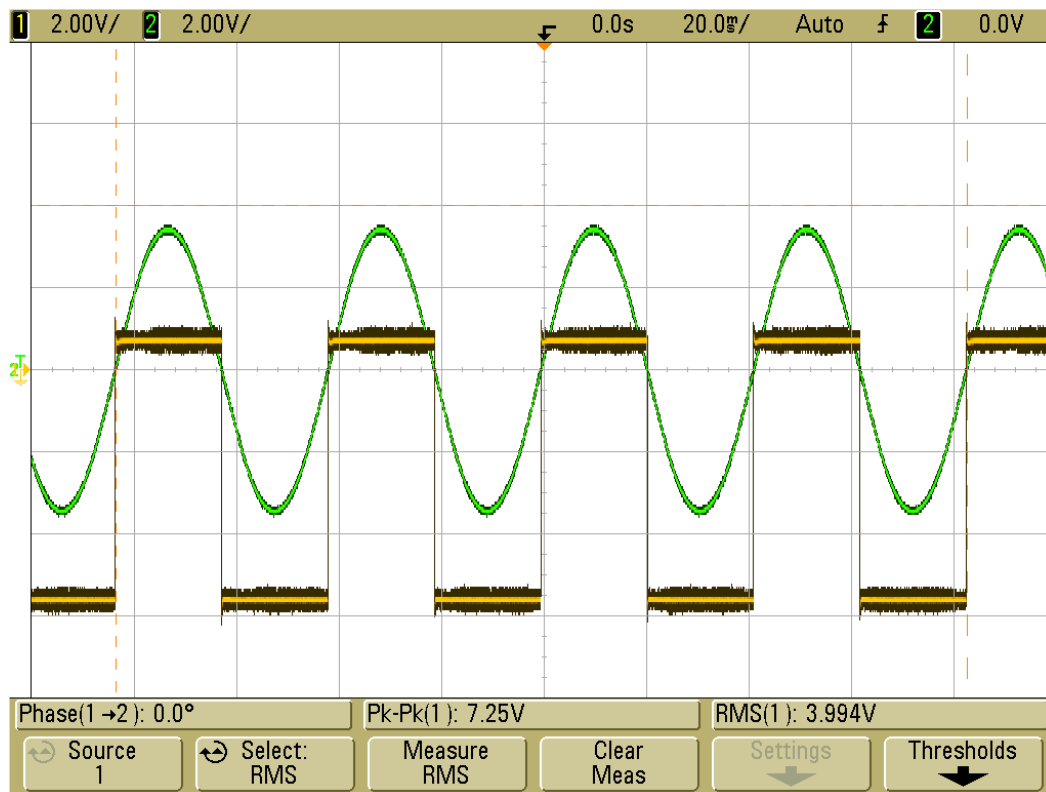 1 2.00V/ 2 2.00V/ 0.0s 20.0ms/ Auto 2 0.0V
2
Phase(1→2): 0.0° Pk-Pk(1): 7.25V RMS(1): 3.994V
Source Select: Measure Clear Settings Thresholds
1 RMS RMS Meas